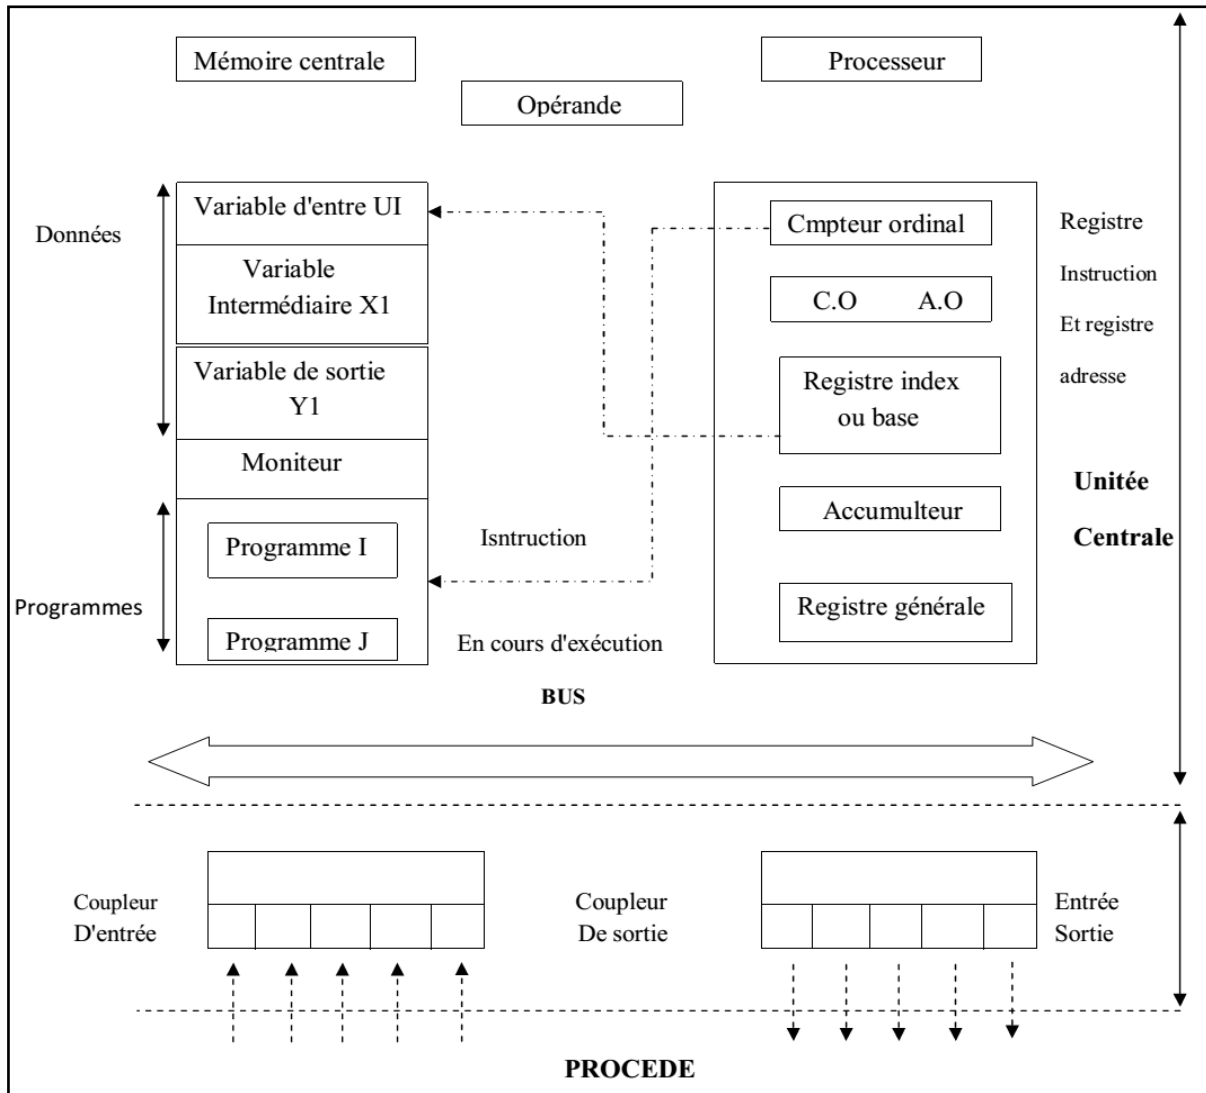 Mémoire centrale
Processeur
Opérande
Données
Variable d'entre UI
Variable
Intermédiaire X1
Variable de sortie
Y1
Moniteur
Programmes
Programme I
Programme J
Isntruction
En cours d'exécution
Cmpteur ordinal
C.O A.O
Registre index
ou base
Accumulteur
Registre générale
Registre
Instruction
Et registre
adresse
Unitée
Centrale
BUS
Coupleur
D'entrée
Coupleur
De sortie
Entrée
Sortie
PROCEDE